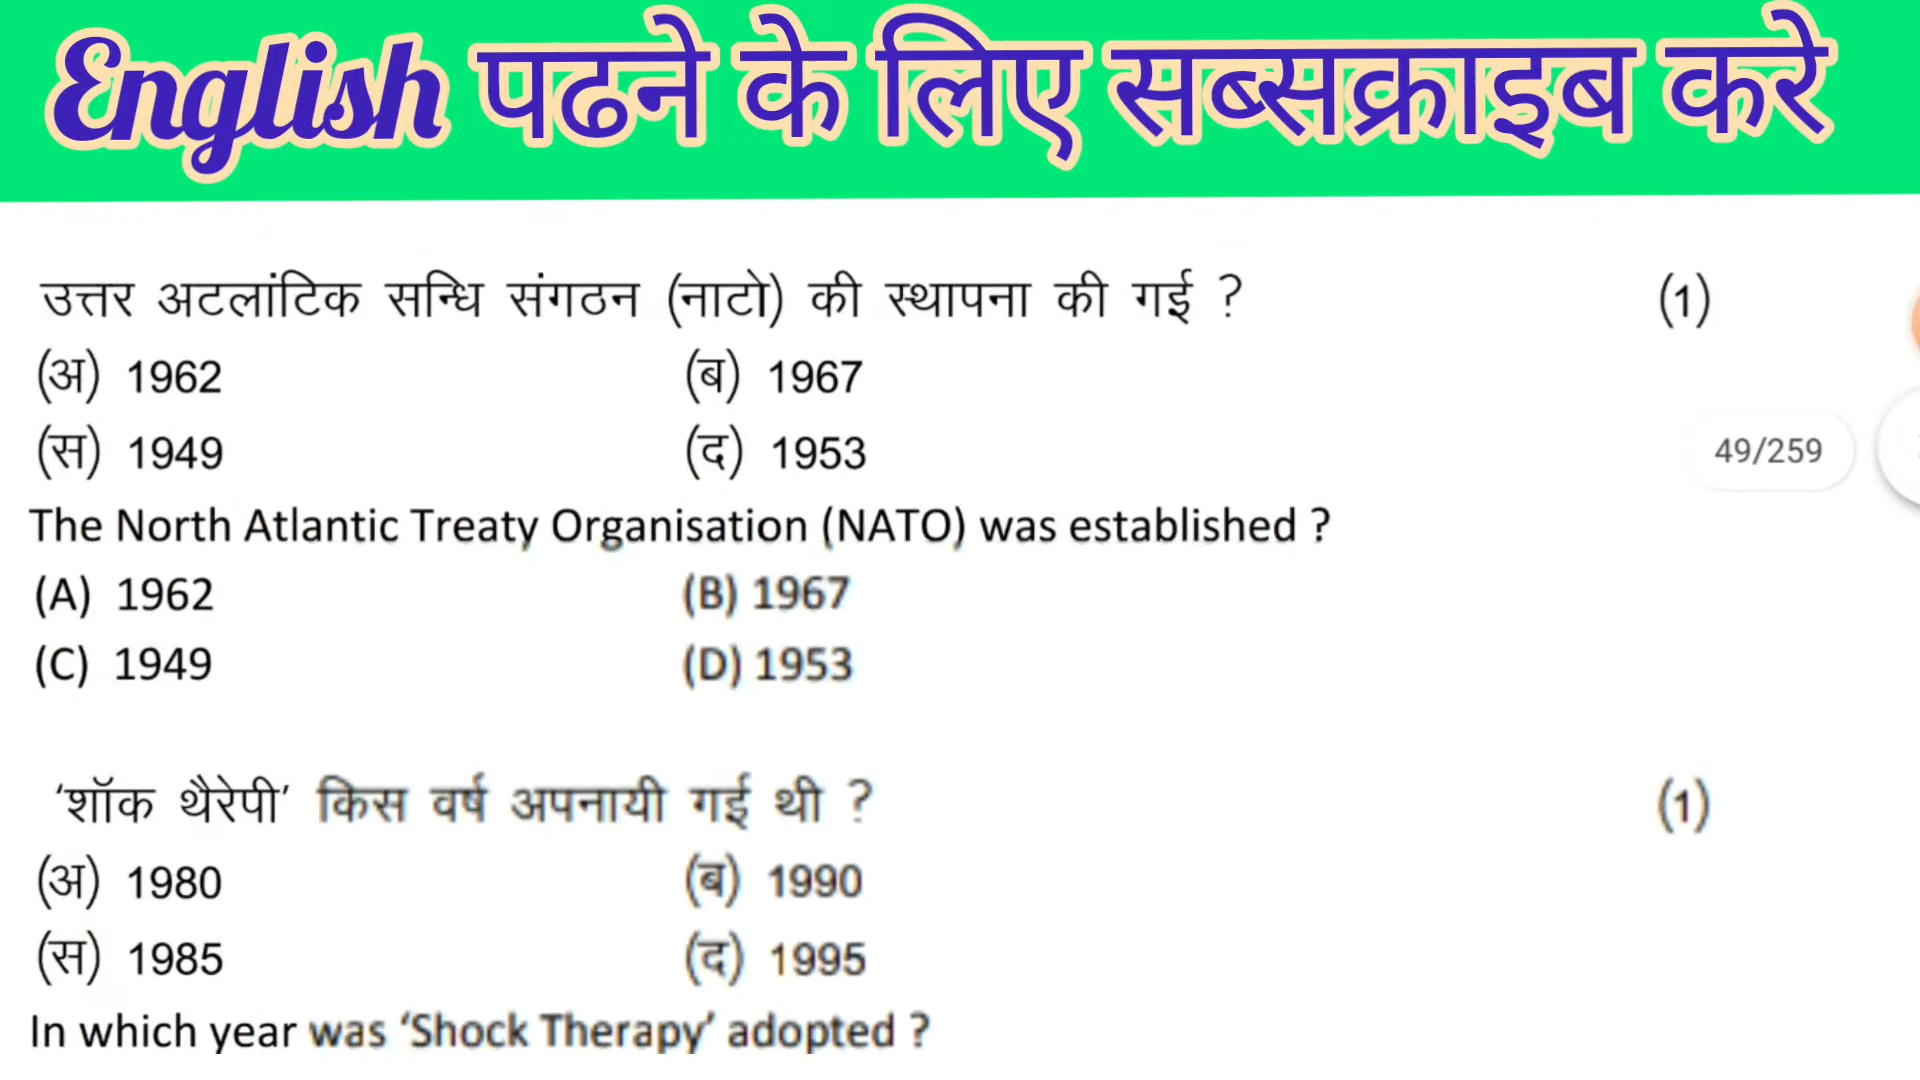 English पढने के लिए सब्सक्राइब करे
उत्तर अटलांटिक सन्धि संगठन (नाटो) की स्थापना की गई ? (1)
(अ) 1962 (ब) 1967
(स) 1949 (द) 1953
49/259
The North Atlantic Treaty Organisation (NATO) was established ?
(A) 1962 (B) 1967
(C) 1949 (D) 1953
‘शॉक थैरेपी’ किस वर्ष अपनायी गई थी ? (1)
(अ) 1980 (ब) 1990
(स) 1985 (द) 1995
In which year was ‘Shock Therapy’ adopted ?